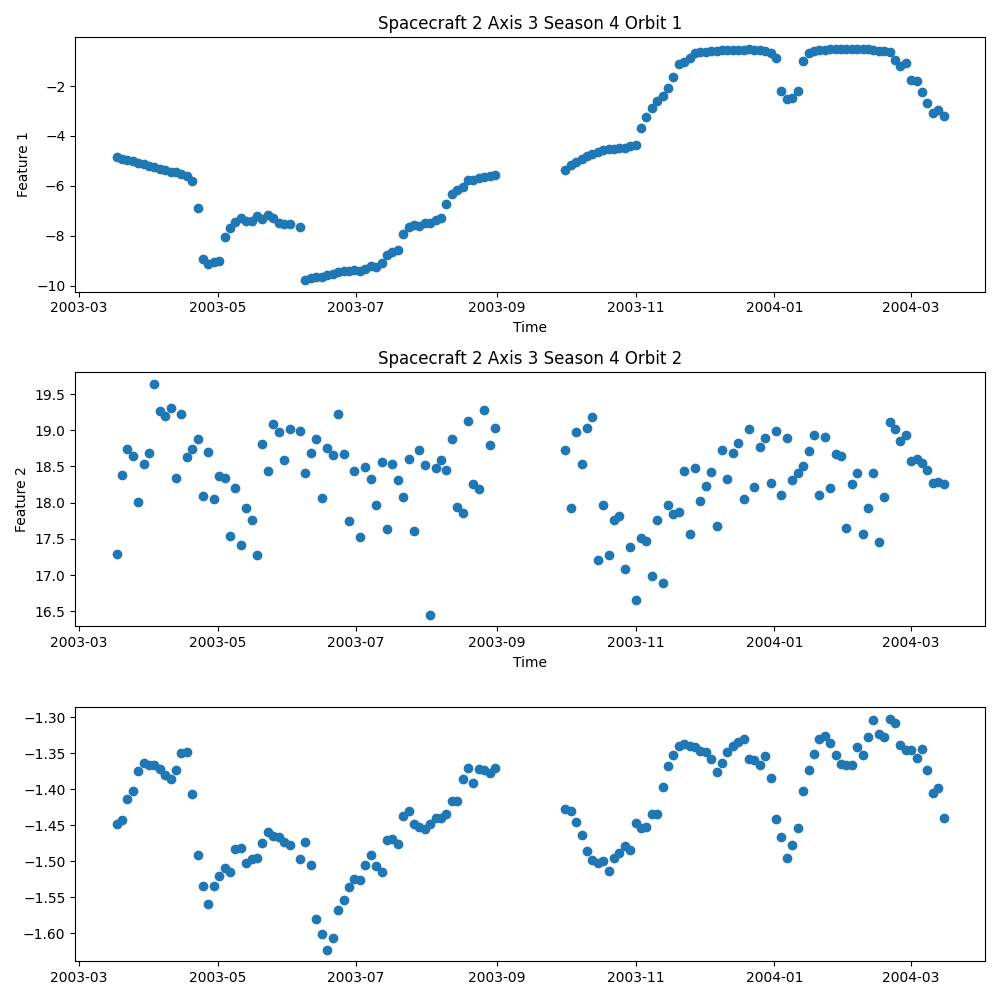 Spacecraft 2 Axis 3 Season 4 Orbit 1
Feature 1
−2
−4
−6
−8
−10
2003-03 2003-05 2003-07 2003-09 2003-11 2004-01 2004-03
Time
Spacecraft 2 Axis 3 Season 4 Orbit 2
Feature 2
19.5
19.0
18.5
18.0
17.5
17.0
16.5
2003-03 2003-05 2003-07 2003-09 2003-11 2004-01 2004-03
Time
−1.30
−1.35
−1.40
−1.45
−1.50
−1.55
−1.60
2003-03 2003-05 2003-07 2003-09 2003-11 2004-01 2004-03